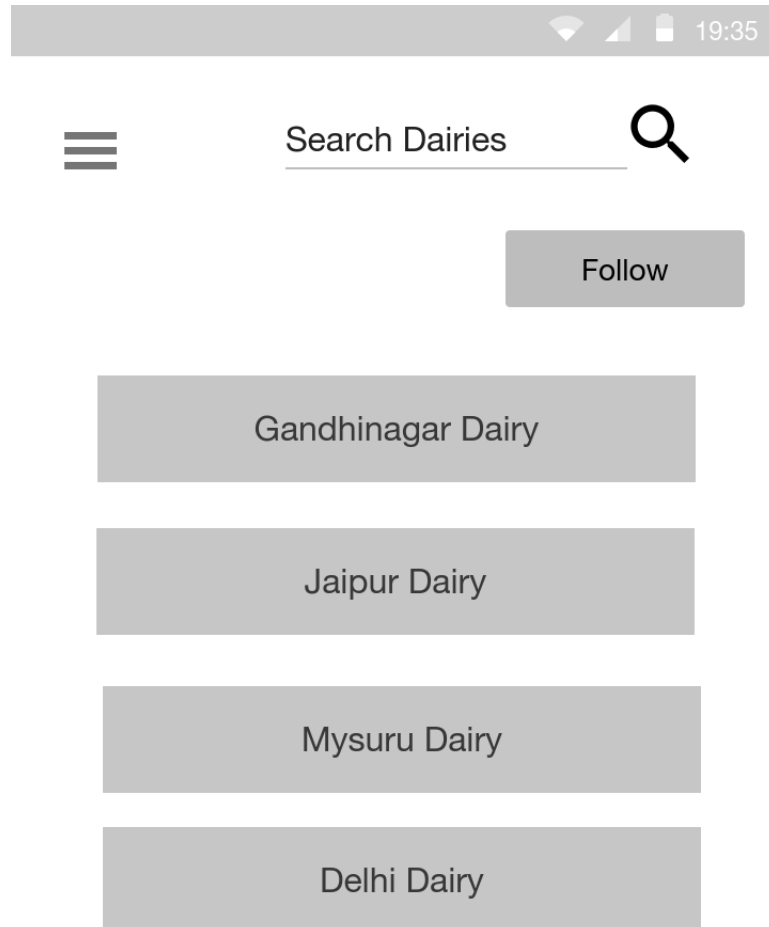 19:35
Search Dairies
Follow
Gandhinagar Dairy
Jaipur Dairy
Mysuru Dairy
Delhi Dairy